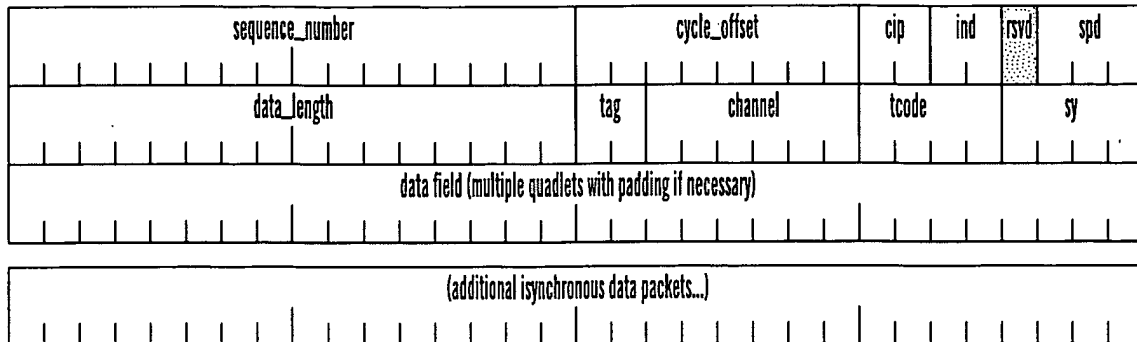 sequence_number cycle_offset cip ind rsvd spd
data_length tag channel tcode sy
data field (multiple quadlets with padding if necessary)
(additional isynchronous data packets...)